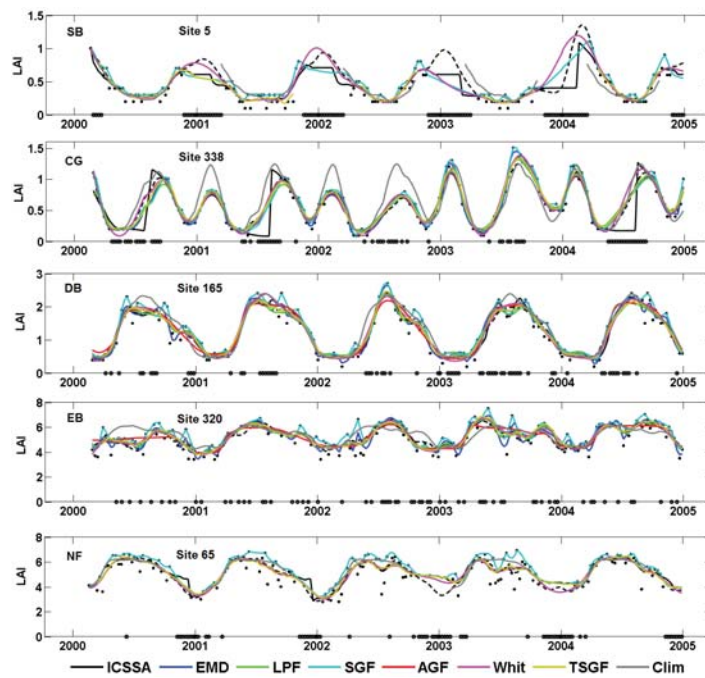 SB Site 5
LAI
1.5
1
0.5
0
2000 2001 2002 2003 2004 2005
CG Site 338
LAI
1.5
1
0.5
0
2000 2001 2002 2003 2004 2005
DB Site 165
LAI
3
2
1
0
2000 2001 2002 2003 2004 2005
EB Site 320
LAI
8
6
4
2
0
2000 2001 2002 2003 2004 2005
NF Site 65
LAI
8
6
4
2
0
2000 2001 2002 2003 2004 2005
ICSSA EMD LPF SGF AGF Whit TSGF Clim